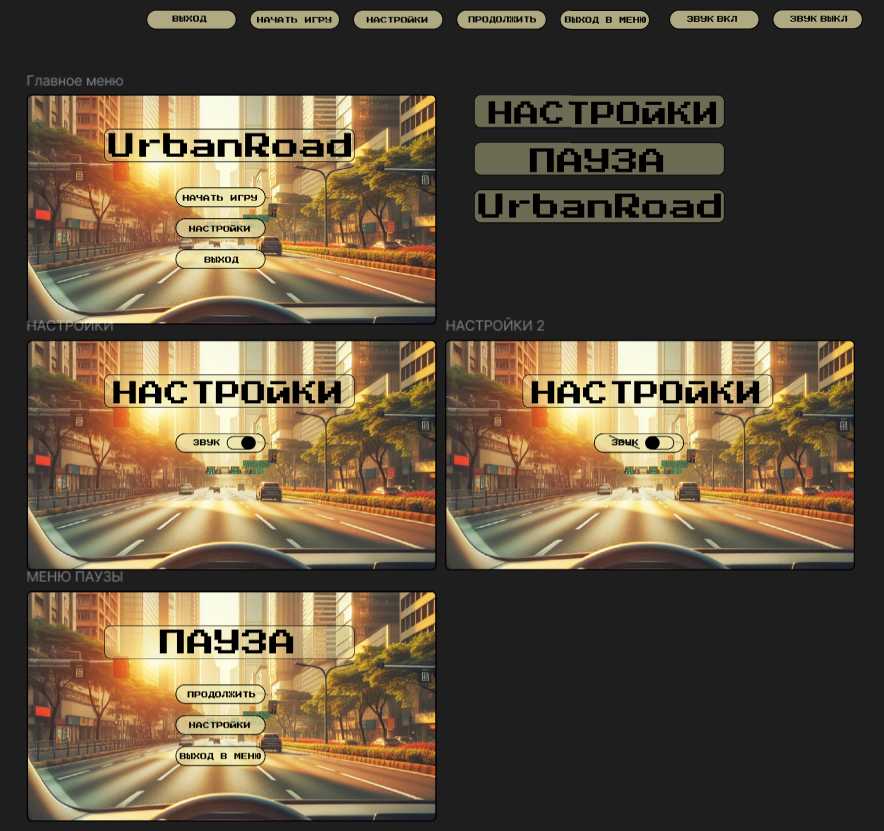 ВЫХОД
НАЧАТЬ ИГРУ
НАСТРОЙКИ
ПРОДОЛЖИТЬ
ВЫХОД В МЕНЮ
ЗВУК ВКЛ
ЗВУК ВЫКЛ
Главное меню
UrbanRoad
НАЧАТЬ ИГРУ
НАСТРОЙКИ
ВЫХОД
НАСТРОЙКИ
ПАУЗА
UrbanRoad
НАСТРОЙКИ
НАСТРОЙКИ
ЗВУК
НАСТРОЙКИ 2
НАСТРОЙКИ
ЗВУК
МЕНЮ ПАУЗЫ
ПАУЗА
ПРОДОЛЖИТЬ
НАСТРОЙКИ
ВЫХОД В МЕНЮ